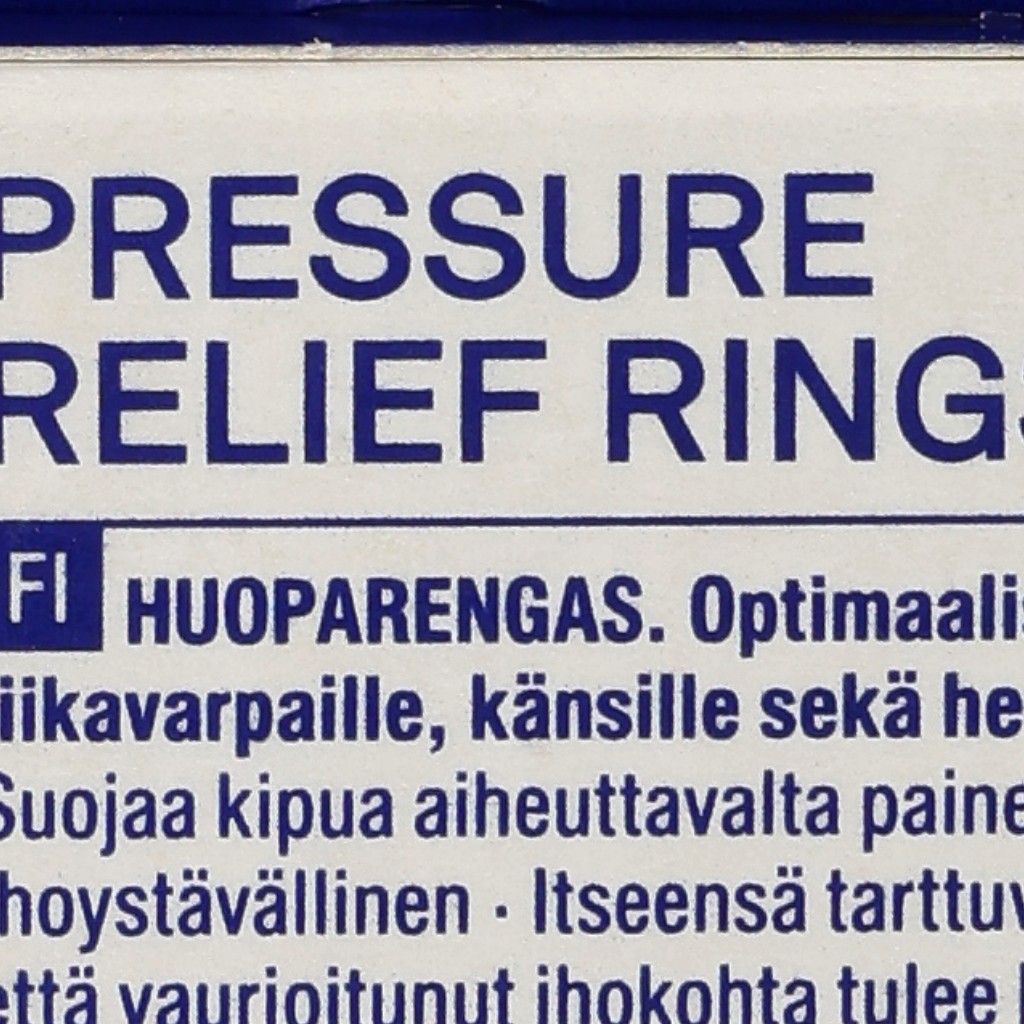 PRESSURE
RELIEF RINGS
FI HUOPARENGAS. Optimaalis
iikavarpaille, känsille sekä he
Suojaa kipua aiheuttavalta paine
hoystävällinen · Itseensä tarttuv
että vaurioitunut ihokohta tulee